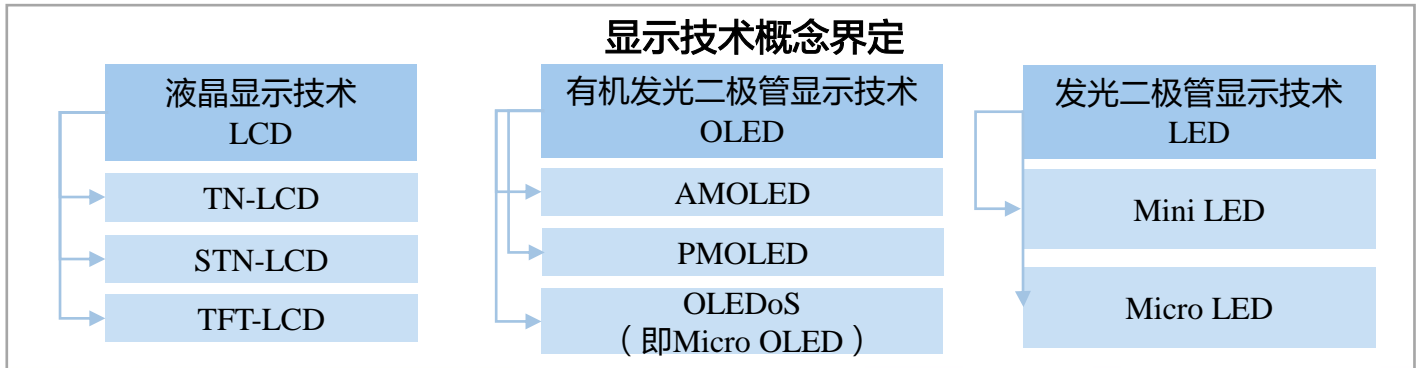 显示技术概念界定
液晶显示技术
LCD
TN-LCD
STN-LCD
TFT-LCD
有机发光二极管显示技术
OLED
AMOLED
PMOLED
OLEDoS
（即Micro OLED）
发光二极管显示技术
LED
Mini LED
Micro LED